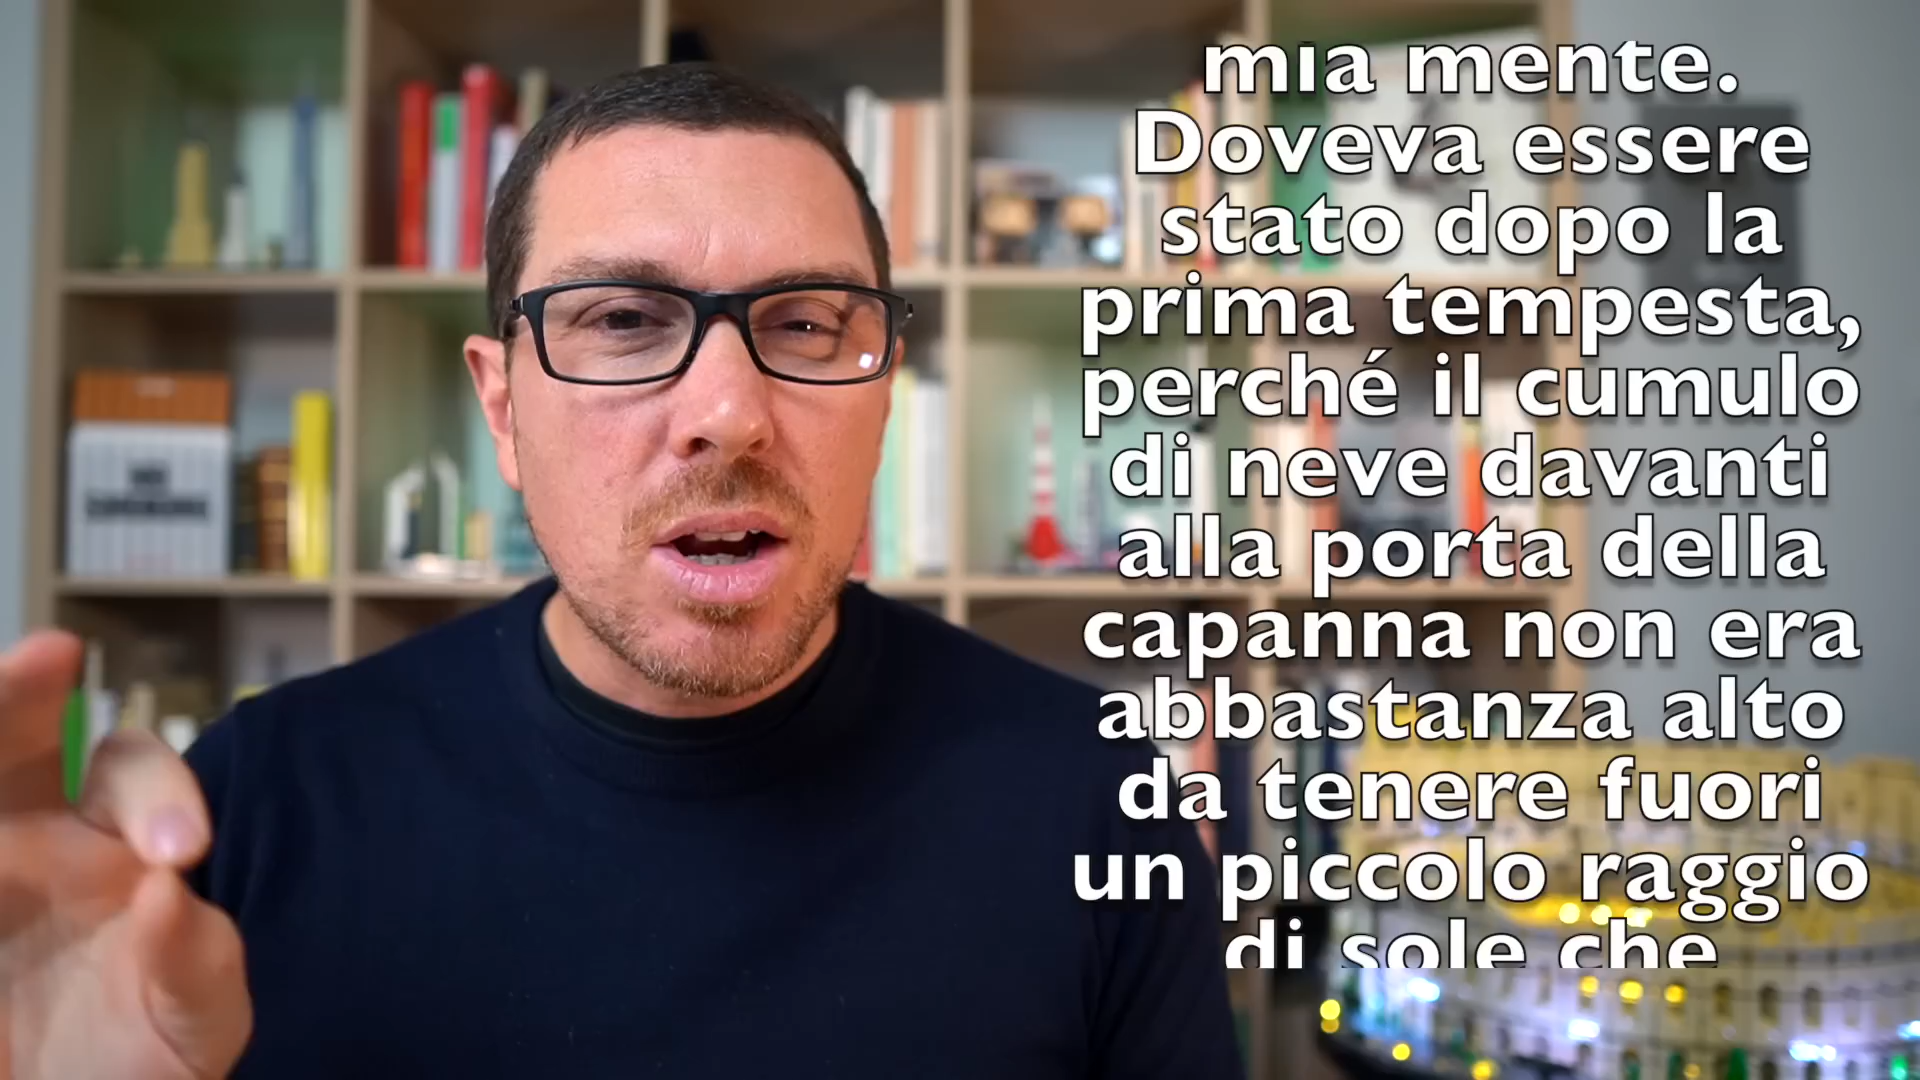 mia mente.
Doveva essere
stato dopo la
prima tempesta,
perché il cumulo
di neve davanti
alla porta della
capanna non era
abbastanza alto
da tenere fuori
un piccolo raggio
di sole che